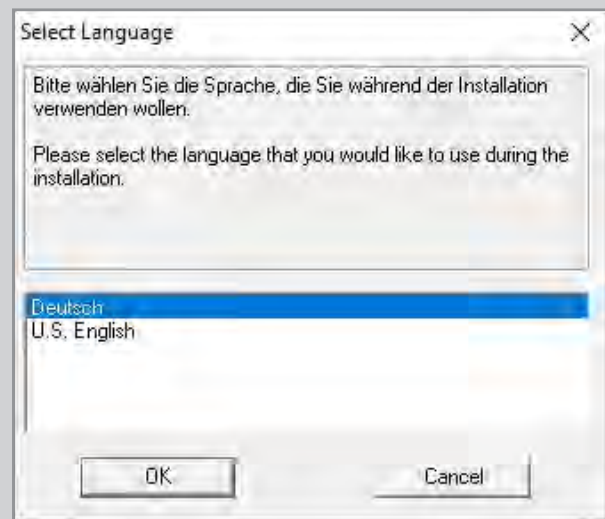 Select Language
Bitte wählen Sie die Sprache, die Sie während der Installation
verwenden wollen.
Please select the language that you would like to use during the
installation.
Deutsch
U.S. English
OK
Cancel